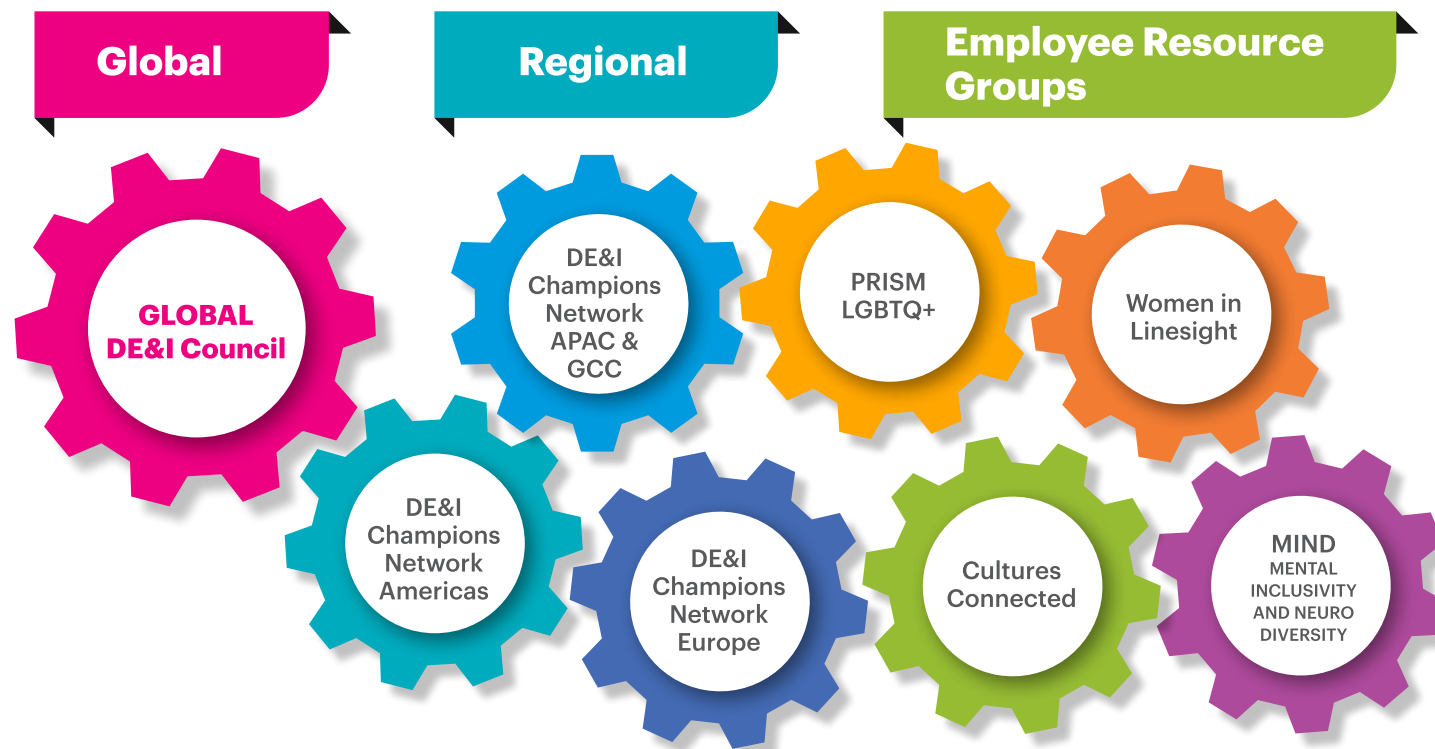 Global
Regional
Employee Resource
Groups
GLOBAL
DE&I Council
DE&I
Champions
Network
Americas
DE&I
Champions
Network
APAC &
GCC
DE&I
Champions
Network
Europe
PRISM
LGBTQ+
Women in
Linesight
Cultures
Connected
MIND
MENTAL
INCLUSIVITY
AND NEURO
DIVERSITY